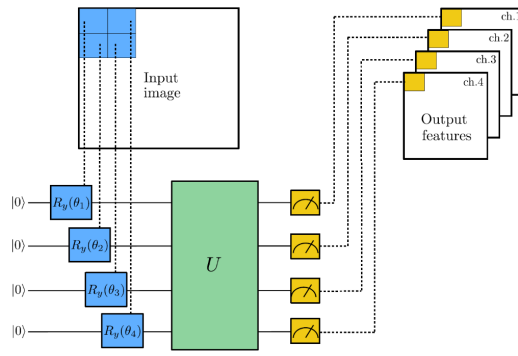 ch.1
ch.2
ch.3
ch.4
Input
image
Output
features
|0⟩ R_y(θ_1)
|0⟩ R_y(θ_2)
U
|0⟩ R_y(θ_3)
|0⟩ R_y(θ_4)